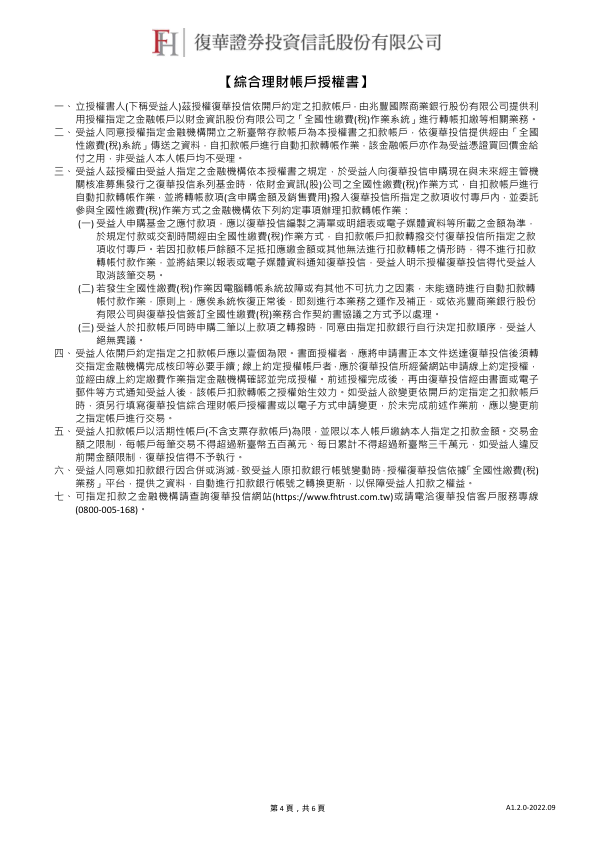 FH 復華證券投資信託股份有限公司
【綜合理財帳戶授權書】
一、立授權書人(下稱受益人)茲授權復華投信依開戶約定之扣款帳戶，由兆豐國際商業銀行股份有限公司提供利
用授權指定之金融帳戶以財金資訊股份有限公司之「全國性繳費(稅)作業系統」進行轉帳扣繳等相關業務。
二、受益人同意授權指定金融機構開立之新臺幣存款帳戶為本授權書之扣款帳戶，依復華投信提供經由「全國
性繳費(稅)系統」傳送之資料，自扣款帳戶進行自動扣款轉帳作業，該金融帳戶亦作為受益憑證買回價金給
付之用，非受益人本人帳戶均不受理。
三、受益人茲授權由受益人指定之金融機構依本授權書之規定，於受益人向復華投信申購現在與未來經主管機
關核准募集發行之復華投信系列基金時，依財金資訊(股)公司之全國性繳費(稅)作業方式，自扣款帳戶進行
自動扣款轉帳作業，並將轉帳款項(含申購金額及銷售費用)撥入復華投信所指定之款項收付專戶內，並委託
參與全國性繳費(稅)作業方式之金融機構依下列約定事項辦理扣款轉帳作業：
(一) 受益人申購基金之應付款項，應以復華投信編製之清單或明細表或電子媒體資料等所載之金額為準，
於規定付款或交割時間經由全國性繳費(稅)作業方式，自扣款帳戶扣款轉撥交付復華投信所指定之款
項收付專戶。若因扣款帳戶餘額不足抵扣應繳金額或其他無法進行扣款轉帳之情形時，得不進行扣款
轉帳付款作業，並將結果以報表或電子媒體資料通知復華投信，受益人明示授權復華投信得代受益人
取消該筆交易。
(二) 若發生全國性繳費(稅)作業因電腦轉帳系統故障或有其他不可抗力之因素，未能適時進行自動扣款轉
帳付款作業，原則上，應俟系統恢復正常後，即刻進行本業務之運作及補正，或依兆豐商業銀行股份
有限公司與復華投信簽訂全國性繳費(稅)業務合作契約書協議之方式予以處理。
(三) 受益人於扣款帳戶同時申購二筆以上款項之轉撥時，同意由指定扣款銀行自行決定扣款順序，受益人
絕無異議。
四、受益人依開戶約定指定之扣款帳戶應以壹個為限。書面授權者，應將申請書正本文件送達復華投信後須轉
交指定金融機構完成核印等必要手續；線上約定授權帳戶者，應於復華投信所經營網站申請線上約定授權，
並經由線上約定繳費作業指定金融機構確認並完成授權。前述授權完成後，再由復華投信經由書面或電子
郵件等方式通知受益人後，該帳戶扣款轉帳之授權始生效力。如受益人欲變更依開戶約定指定之扣款帳戶
時，須另行填寫復華投信綜合理財帳戶授權書或以電子方式申請變更，於未完成前述作業前，應以變更前
之指定帳戶進行交易。
五、受益人扣款帳戶以活期性帳戶(不含支票存款帳戶)為限，並限以本人帳戶繳納本人指定之扣款金額。交易金
額之限制，每帳戶每筆交易不得超過新臺幣五百萬元、每日累計不得超過新臺幣三千萬元，如受益人違反
前開金額限制，復華投信得不予執行。
六、受益人同意如扣款銀行因合併或消滅，致受益人原扣款銀行帳號變動時，授權復華投信依據「全國性繳費(稅)
業務」平台，提供之資料，自動進行扣款銀行帳號之轉換更新，以保障受益人扣款之權益。
七、可指定扣款之金融機構請查詢復華投信網站(https://www.fhtrust.com.tw)或請電洽復華投信客戶服務專線
(0800-005-168)。
第 4 頁，共 6 頁
A1.2.0-2022.09